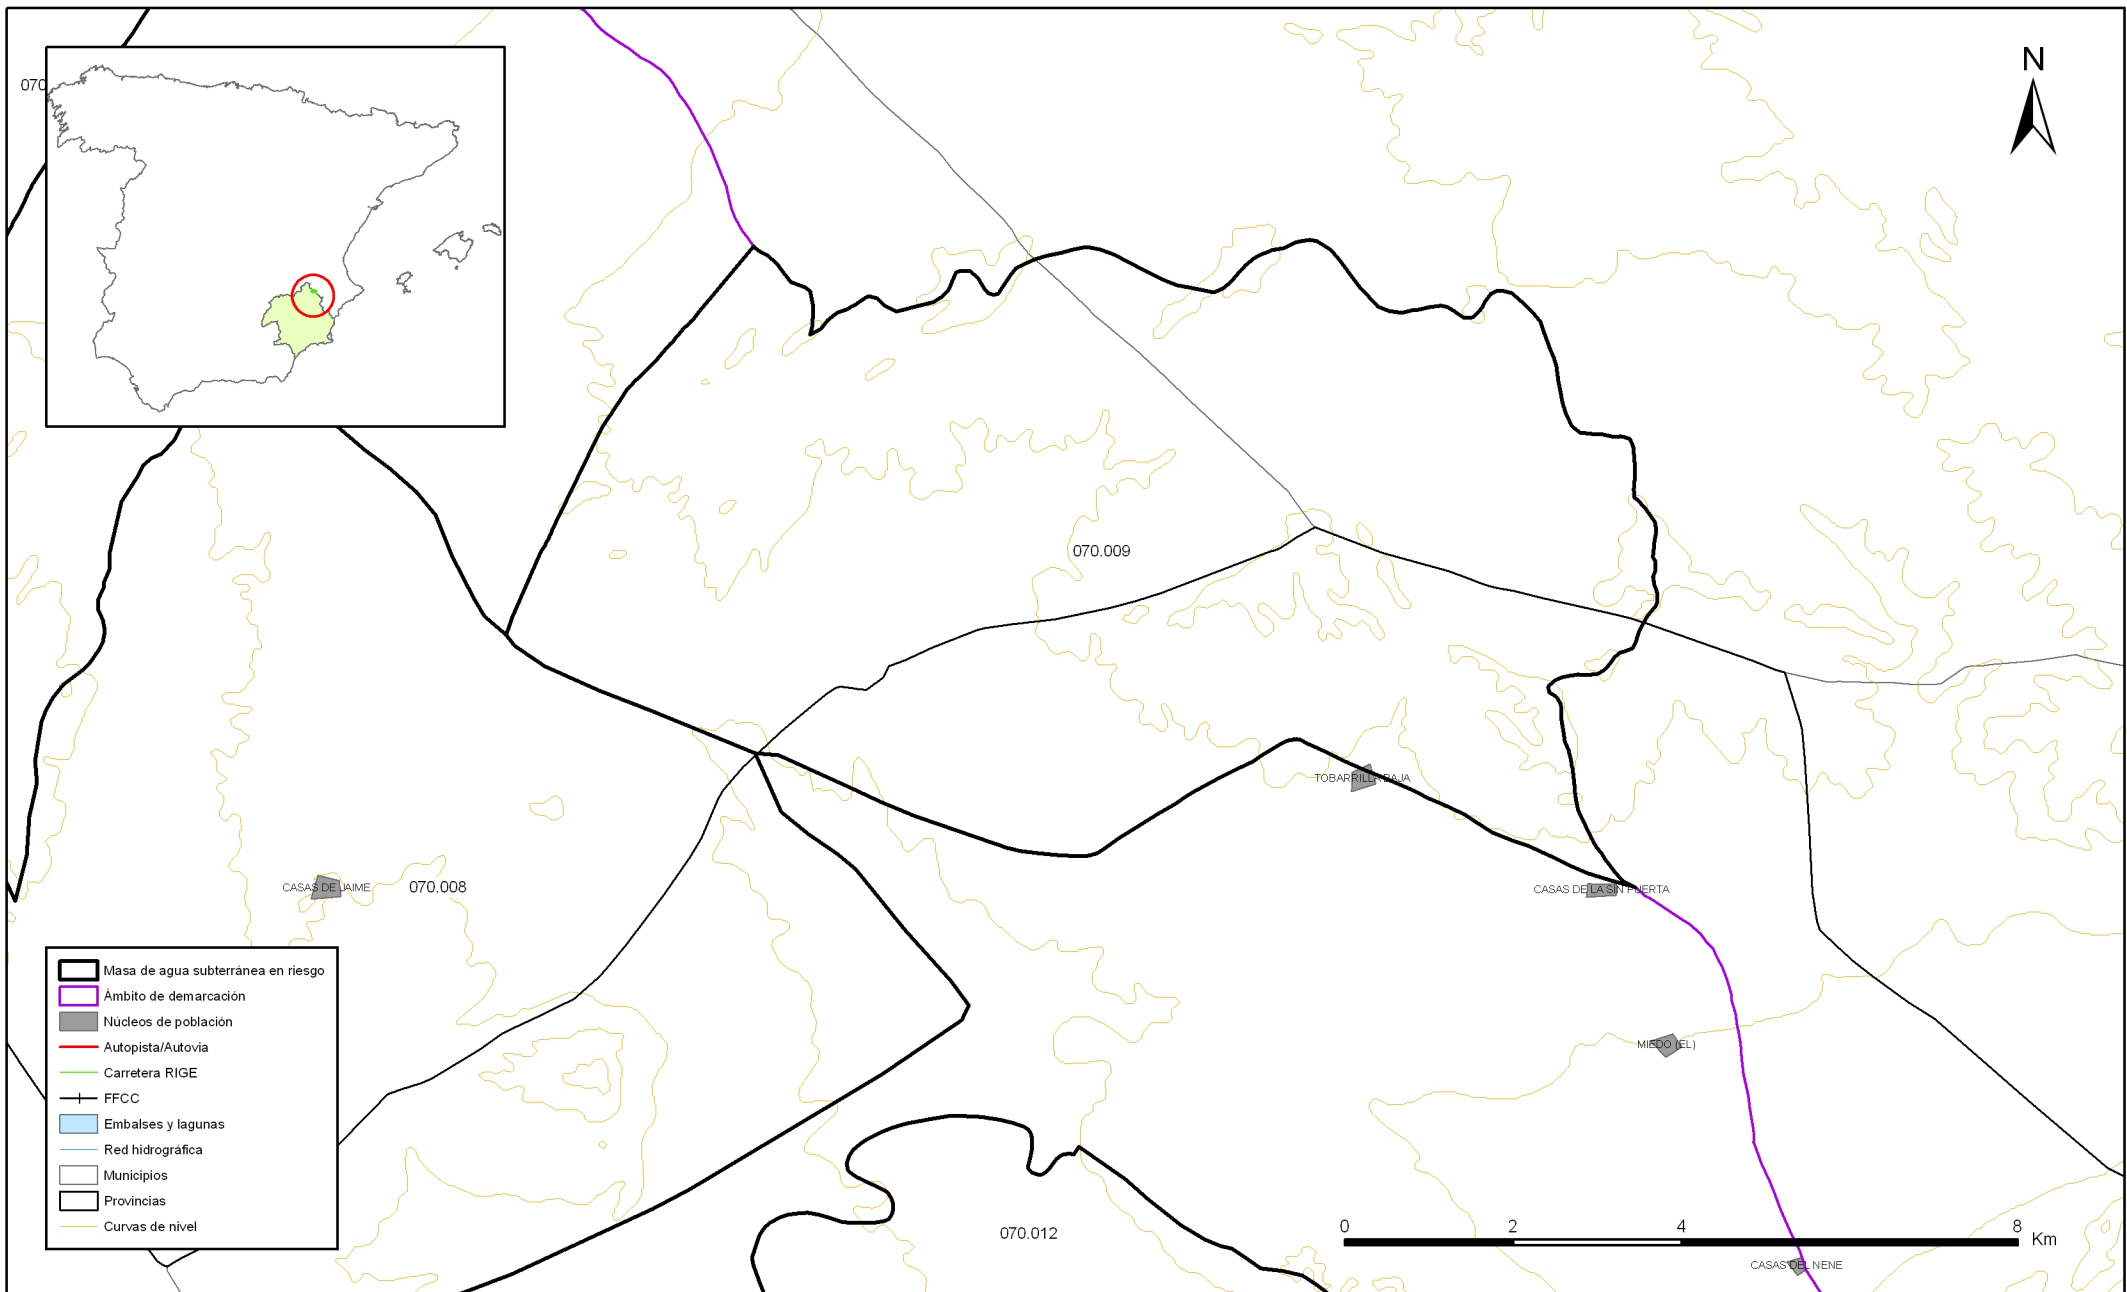 N
070
070.009
TOBARRILLA BAJA
CASAS DE JAIME
070.008
CASAS DE LA SIN PUERTA
MIEDO (EL)
Masa de agua subterránea en riesgo
Ámbito de demarcación
Núcleos de población
Autopista/Autovia
Carretera RIGE
FFCC
Embalses y lagunas
Red hidrográfica
Municipios
Provincias
Curvas de nivel
070.012
0 2 4 8
Km
CASAS DEL NENE